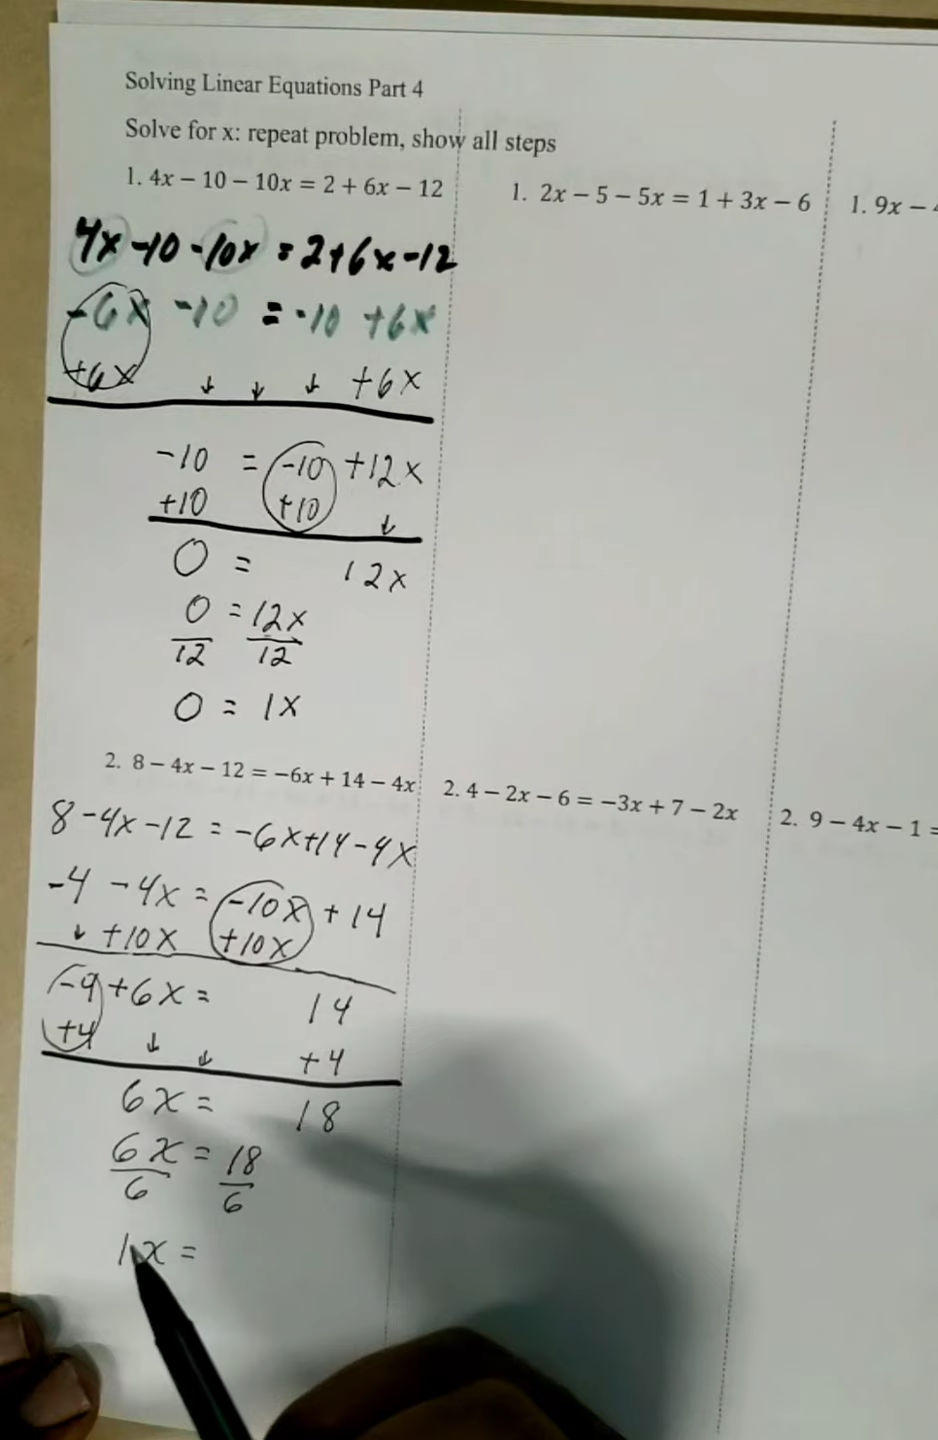 Solving Linear Equations Part 4
Solve for x: repeat problem, show all steps
1. 4x − 10 − 10x = 2 + 6x − 12
4x -10 -10x = 2+6x-12
-6x -10 = -10 +6x
+6x ↓ ↓ ↓ +6x
-10 = -10 +12x
+10 +10 ↓
0 = 12x
0 = 12x
12 12
0 = 1x
2. 8 − 4x − 12 = −6x + 14 − 4x
8-4x-12 = -6x+14-4x
-4 -4x = -10x + 14
↓ +10x +10x
-4 +6x = 14
+4 ↓ ↓ +4
6x = 18
6x = 18
6 6
1x =
1. 2x − 5 − 5x = 1 + 3x − 6
2. 4 − 2x − 6 = −3x + 7 − 2x
1. 9x −
2. 9 − 4x − 1 =